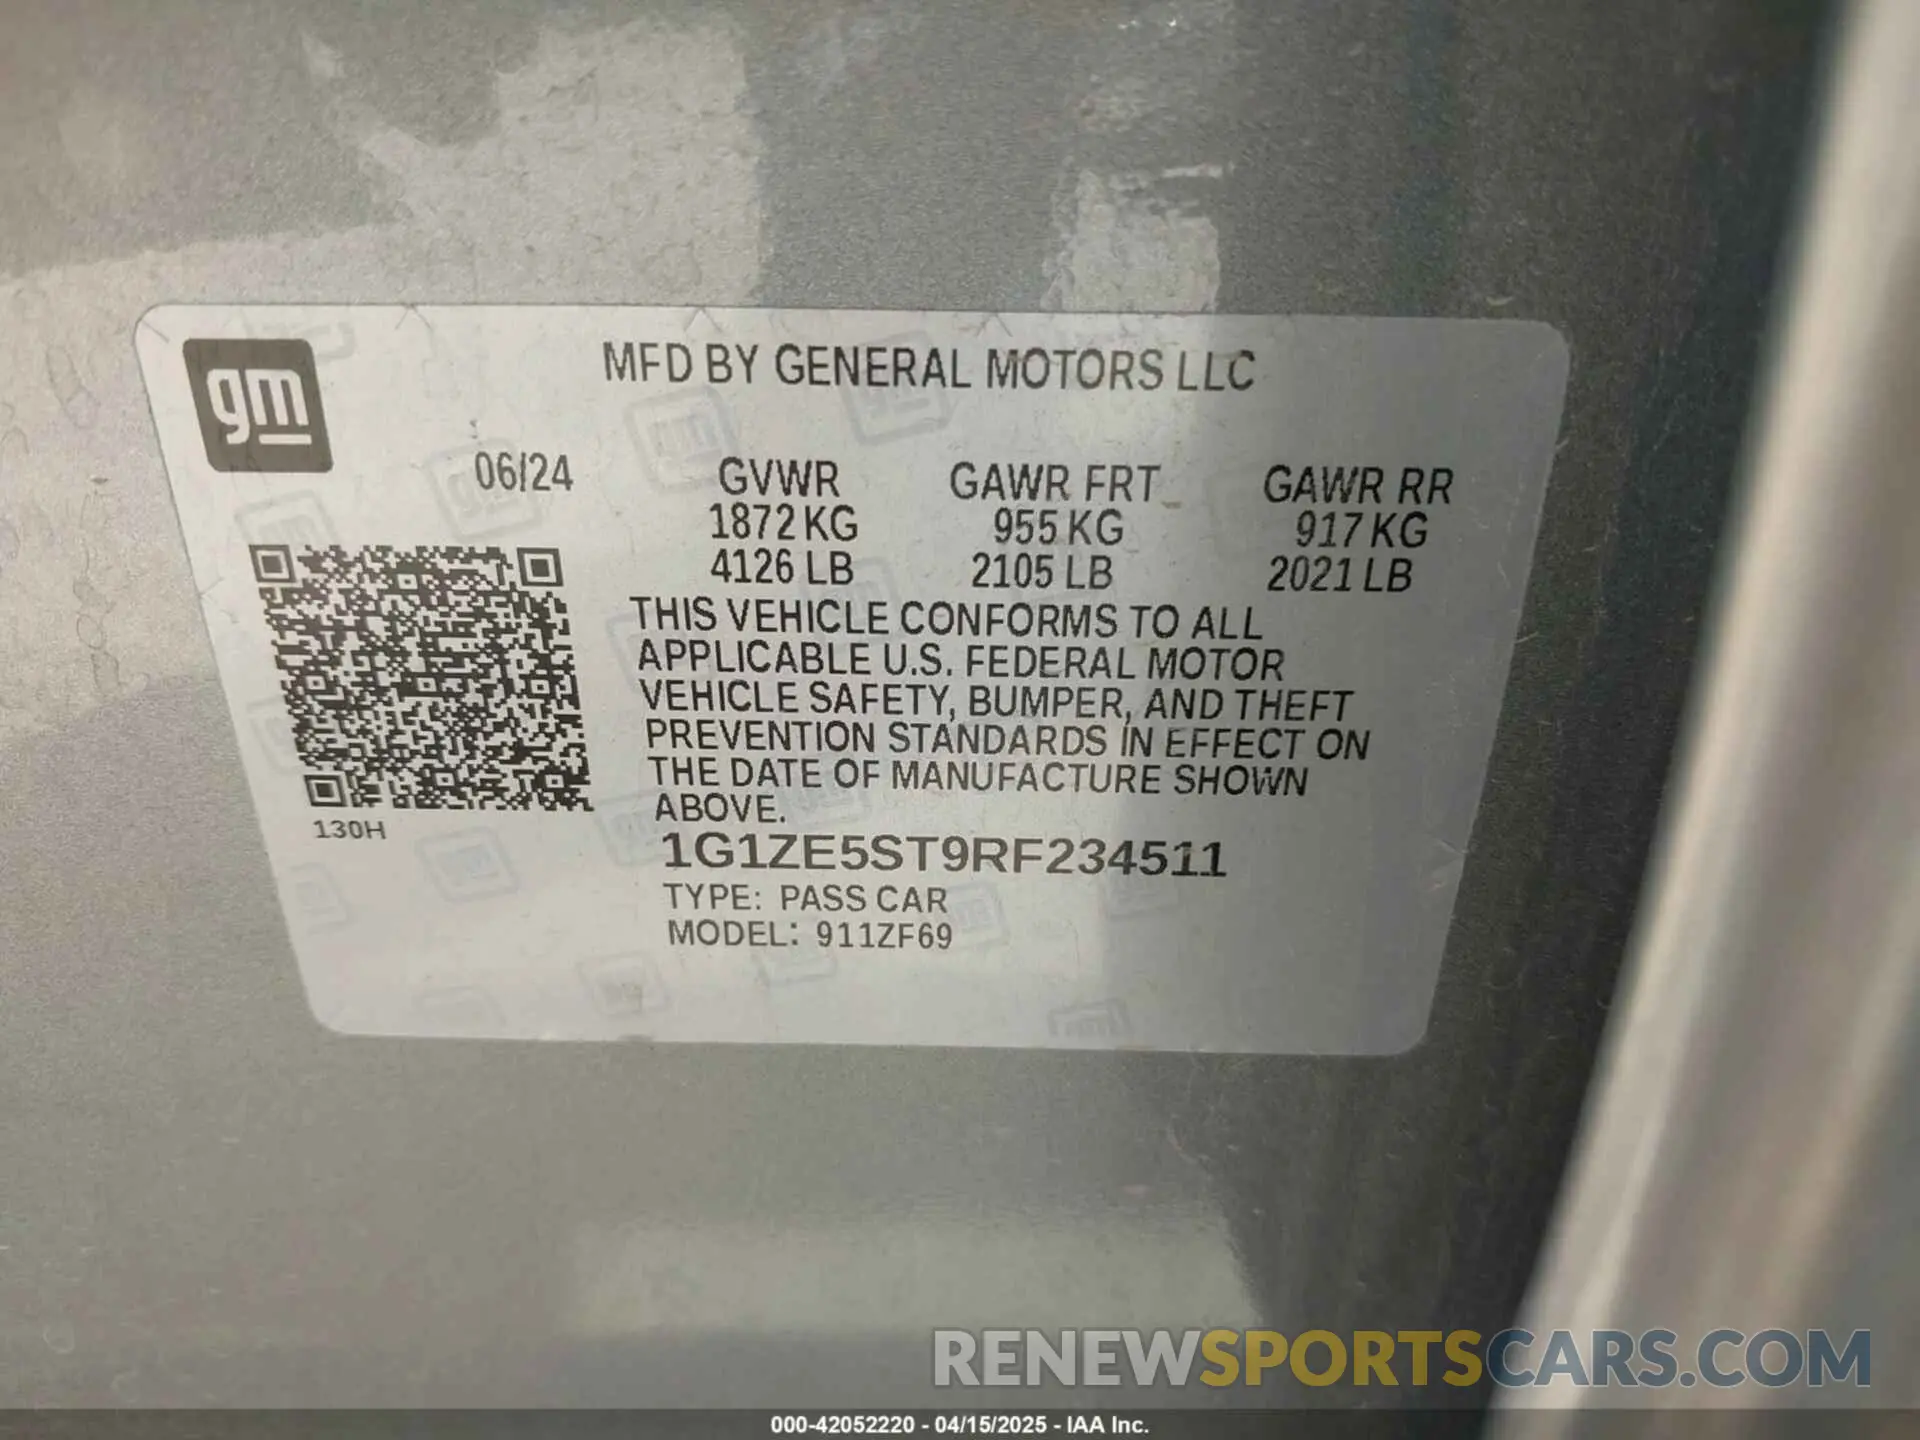 gm
MFD BY GENERAL MOTORS LLC
06/24
GVWR GAWR FRT GAWR RR
1872 KG 955 KG 917 KG
4126 LB 2105 LB 2021 LB
THIS VEHICLE CONFORMS TO ALL
APPLICABLE U.S. FEDERAL MOTOR
VEHICLE SAFETY, BUMPER, AND THEFT
PREVENTION STANDARDS IN EFFECT ON
THE DATE OF MANUFACTURE SHOWN
ABOVE.
130H
1G1ZE5ST9RF234511
TYPE: PASS CAR
MODEL: 911ZF69
RENEWSPORTSCARS.COM
000-42052220 - 04/15/2025 - IAA Inc.